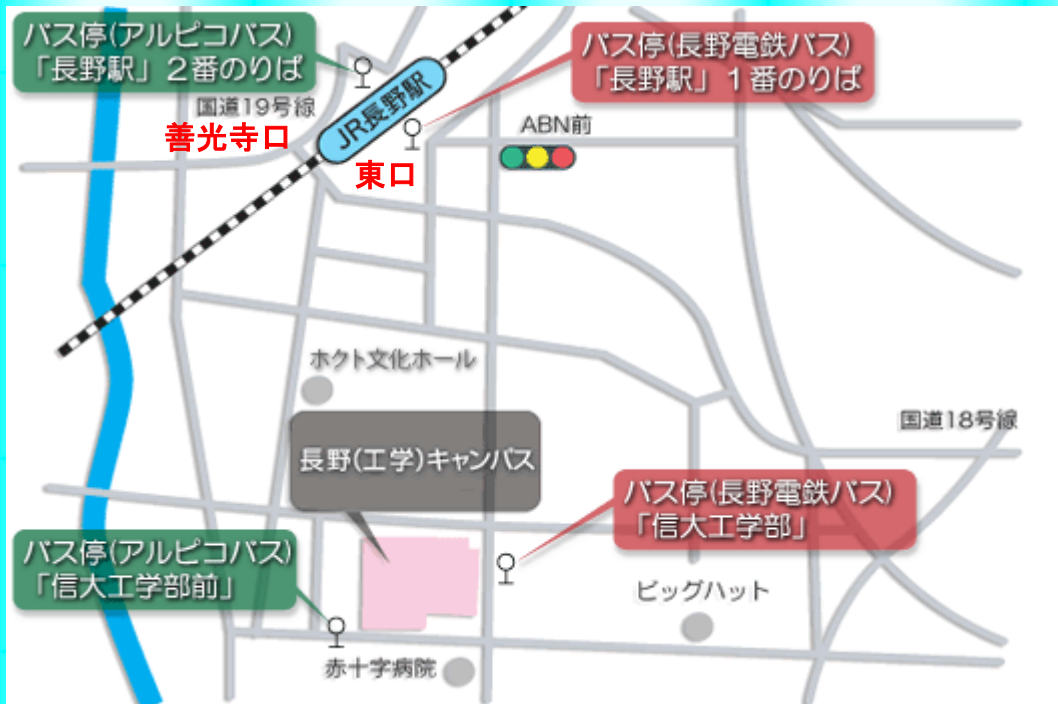 バス停(アルピコバス)
「長野駅」２番のりば
バス停(長野電鉄バス)
「長野駅」１番のりば
国道19号線
善光寺口
JR長野駅
東口
ABN前
ホクト文化ホール
国道18号線
長野(工学)キャンパス
バス停(長野電鉄バス)
「信大工学部」
バス停(アルピコバス)
「信大工学部前」
ビッグハット
赤十字病院